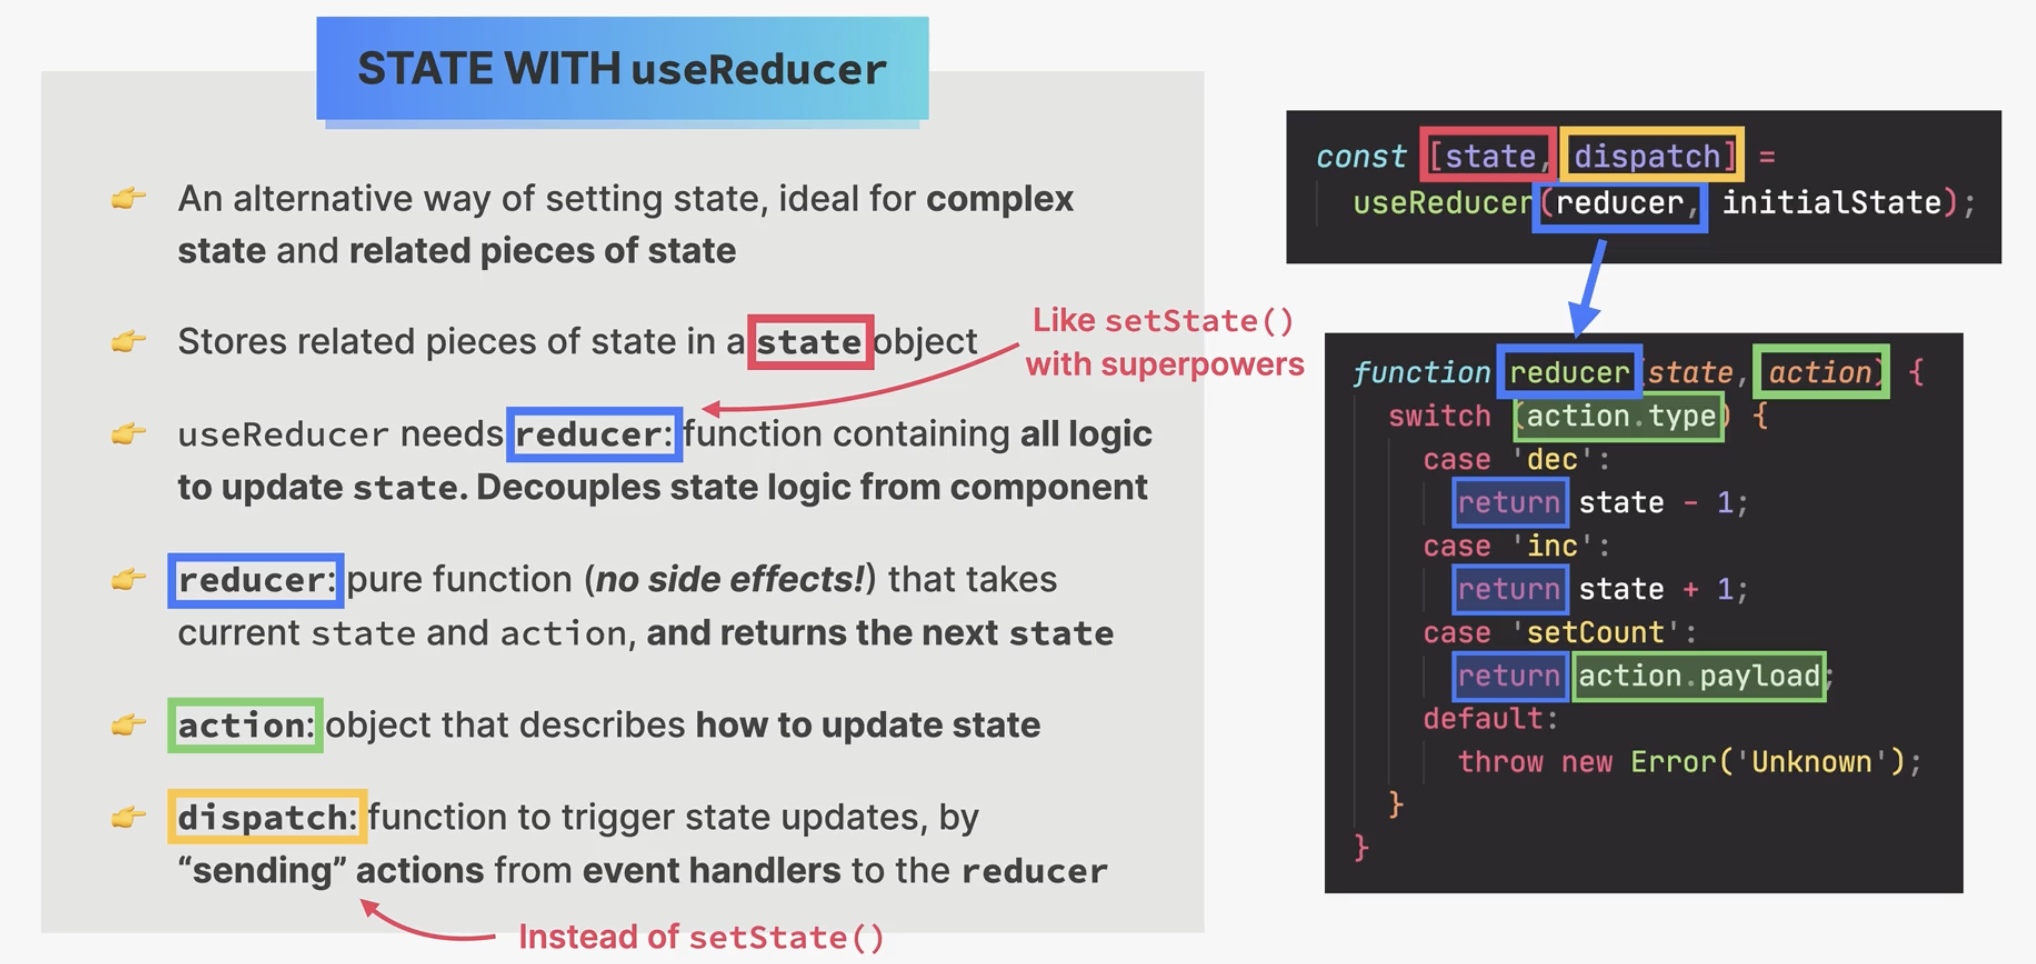 STATE WITH useReducer
👉 An alternative way of setting state, ideal for complex
state and related pieces of state
👉 Stores related pieces of state in a state object
Like setState()
with superpowers
👉 useReducer needs reducer: function containing all logic
to update state. Decouples state logic from component
👉 reducer: pure function (no side effects!) that takes
current state and action, and returns the next state
👉 action: object that describes how to update state
👉 dispatch: function to trigger state updates, by
“sending” actions from event handlers to the reducer
Instead of setState()
const [state, dispatch] =
useReducer(reducer, initialState);
function reducer(state, action) {
switch (action.type) {
case 'dec':
return state - 1;
case 'inc':
return state + 1;
case 'setCount':
return action.payload;
default:
throw new Error('Unknown');
}
}